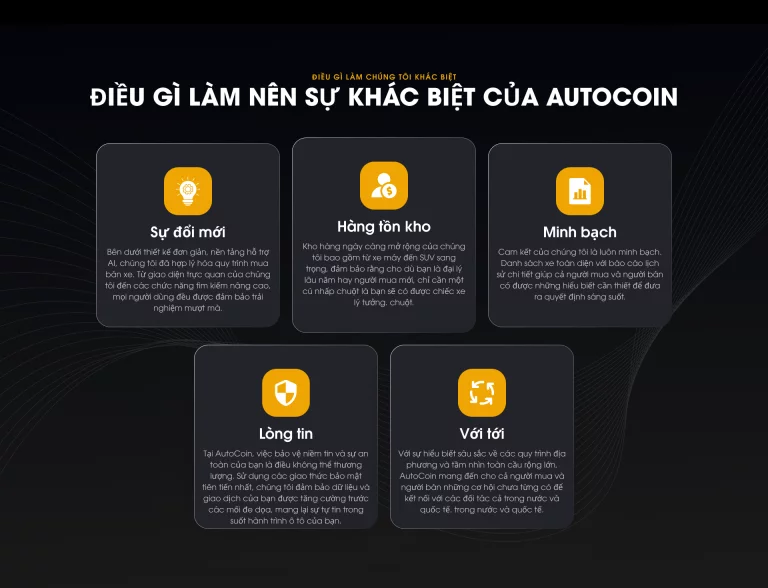 ĐIỀU GÌ LÀM CHÚNG TÔI KHÁC BIỆT
ĐIỀU GÌ LÀM NÊN SỰ KHÁC BIỆT CỦA AUTOCOIN
Sự đổi mới
Bên dưới thiết kế đơn giản, nền tảng hỗ trợ
AI, chúng tôi đã hợp lý hóa quy trình mua
bán xe. Từ giao diện trực quan của chúng
tôi đến các chức năng tìm kiếm nâng cao,
mọi người dùng đều được đảm bảo trải
nghiệm mượt mà.
Hàng tồn kho
Kho hàng ngày càng mở rộng của chúng
tôi bao gồm từ xe máy đến SUV sang
trọng, đảm bảo rằng cho dù bạn là đại lý
lâu năm hay người mua mới, chỉ cần một
cú nhấp chuột là bạn sẽ có được chiếc xe
lý tưởng. chuột.
Minh bạch
Cam kết của chúng tôi là luôn minh bạch.
Danh sách xe toàn diện với báo cáo lịch
sử chi tiết giúp cả người mua và người bán
có được những hiểu biết cần thiết để đưa
ra quyết định sáng suốt.
Lòng tin
Tại AutoCoin, việc bảo vệ niềm tin và sự an
toàn của bạn là điều không thể thương
lượng. Sử dụng các giao thức bảo mật
tiên tiến nhất, chúng tôi đảm bảo dữ liệu và
giao dịch của bạn được tăng cường trước
các mối đe dọa, mang lại sự tự tin trong
suốt hành trình ô tô của bạn.
Với tới
Với sự hiểu biết sâu sắc về các quy trình địa
phương và tầm nhìn toàn cầu rộng lớn,
AutoCoin mang đến cho cả người mua và
người bán những cơ hội chưa từng có để
kết nối với các đối tác cả trong nước và
quốc tế. trong nước và quốc tế.